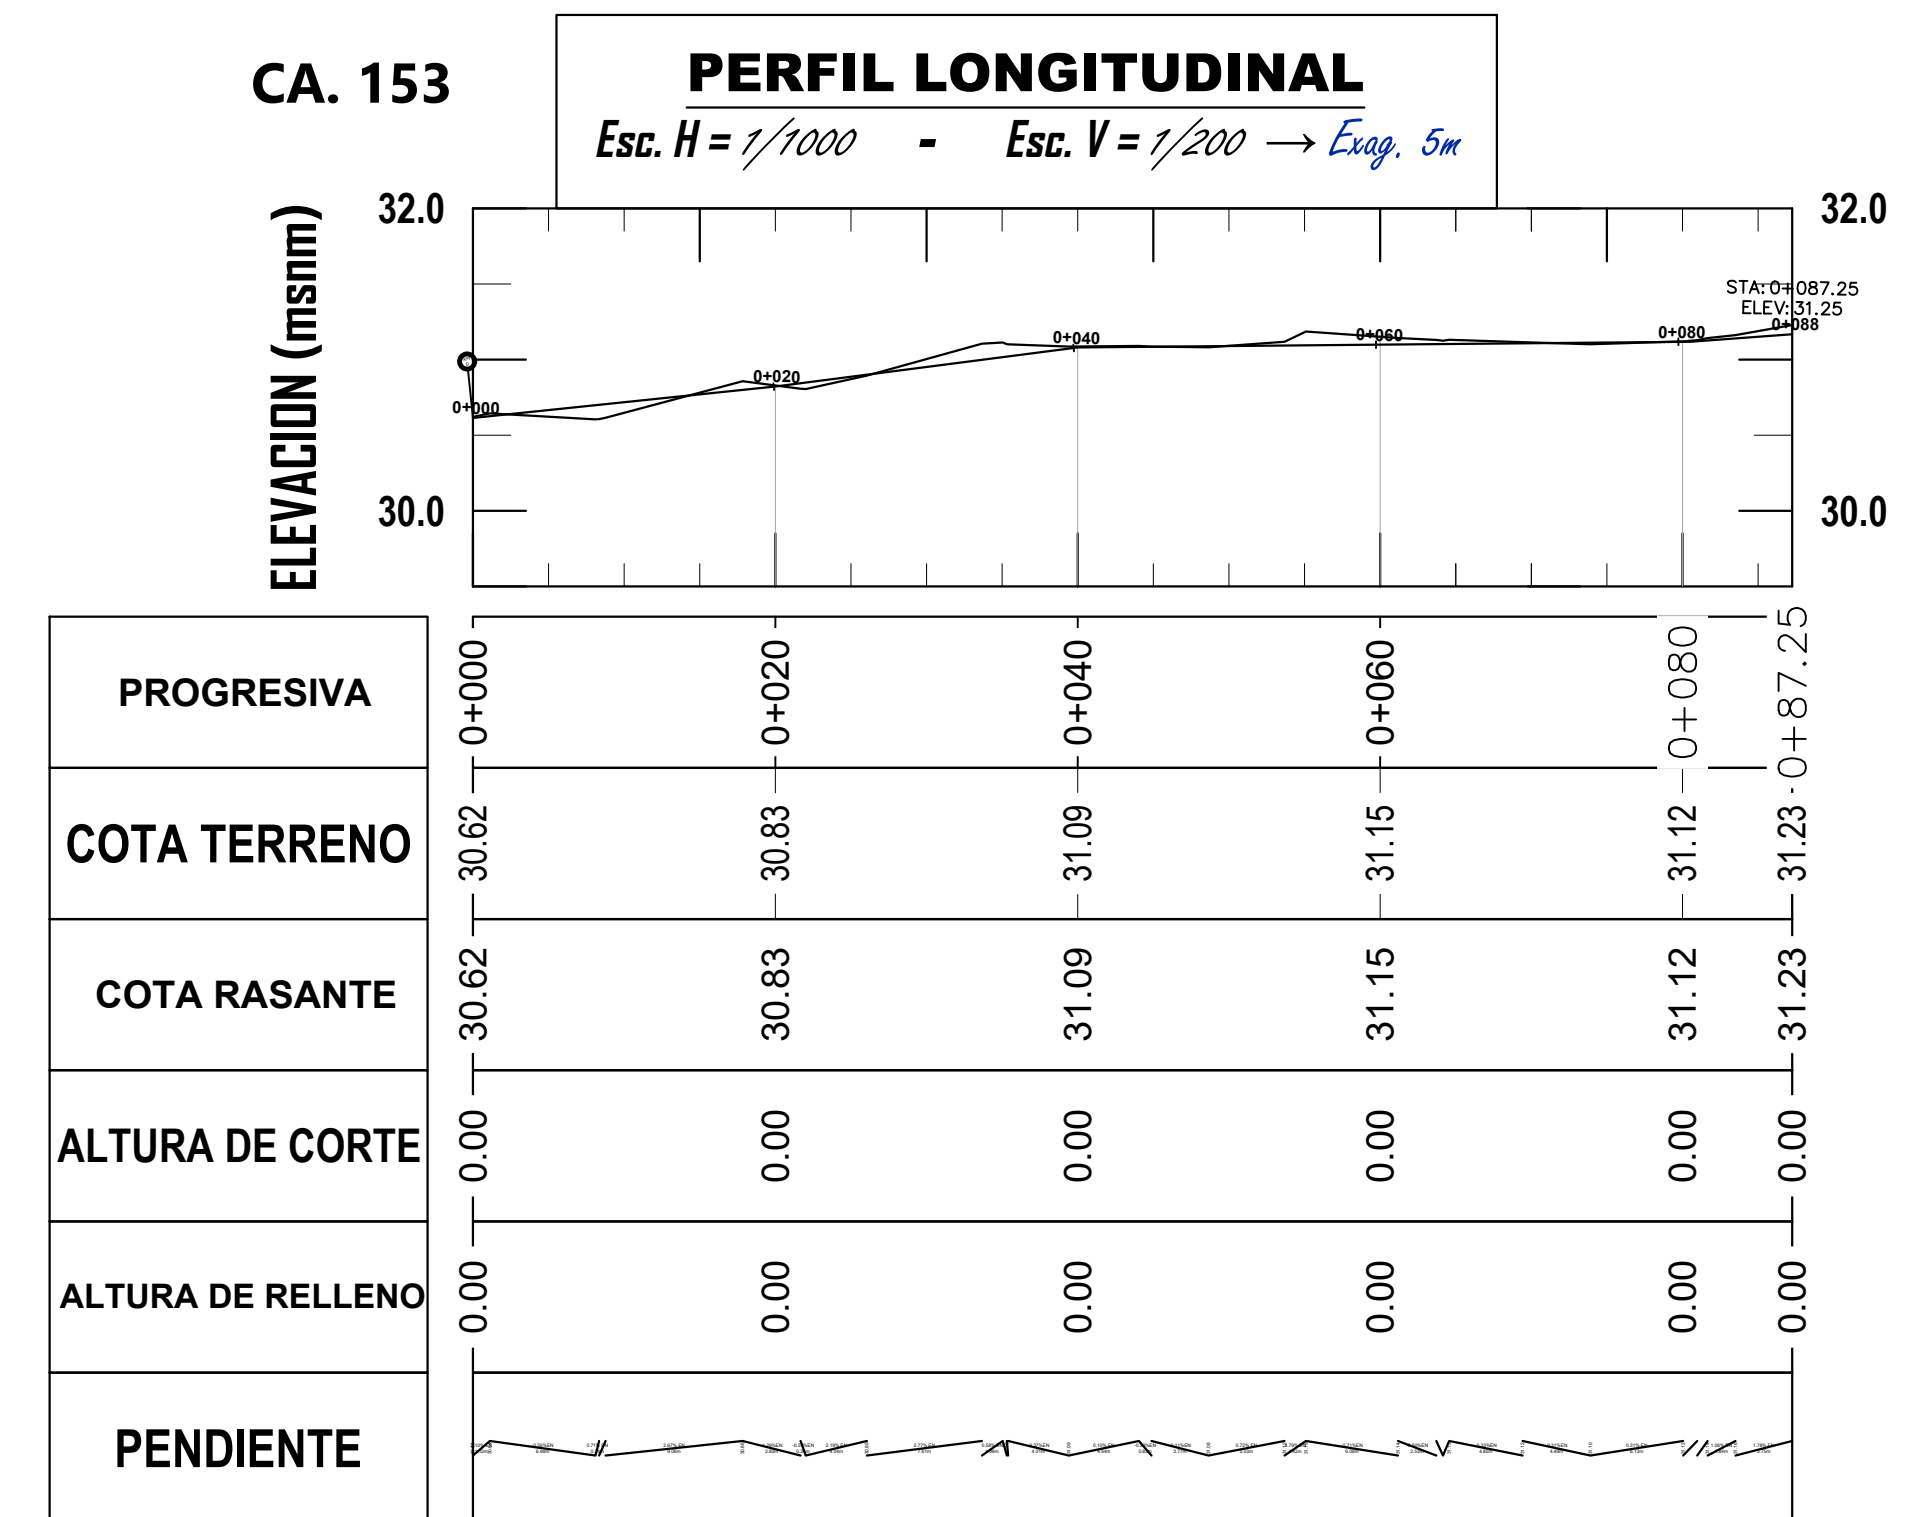 CA. 153
PERFIL LONGITUDINAL
Esc. H = 1/1000 - Esc. V = 1/200 → Exag. 5m
ELEVACION (msnm)
32.0 32.0
30.0 30.0
STA: 0+087.25
ELEV: 31.25
0+000 0+020 0+040 0+060 0+080 0+088
PROGRESIVA 0+000 0+020 0+040 0+060 0+080 0+87.25
COTA TERRENO 30.62 30.83 31.09 31.15 31.12 31.23
COTA RASANTE 30.62 30.83 31.09 31.15 31.12 31.23
ALTURA DE CORTE 0.00 0.00 0.00 0.00 0.00 0.00
ALTURA DE RELLENO 0.00 0.00 0.00 0.00 0.00 0.00
PENDIENTE